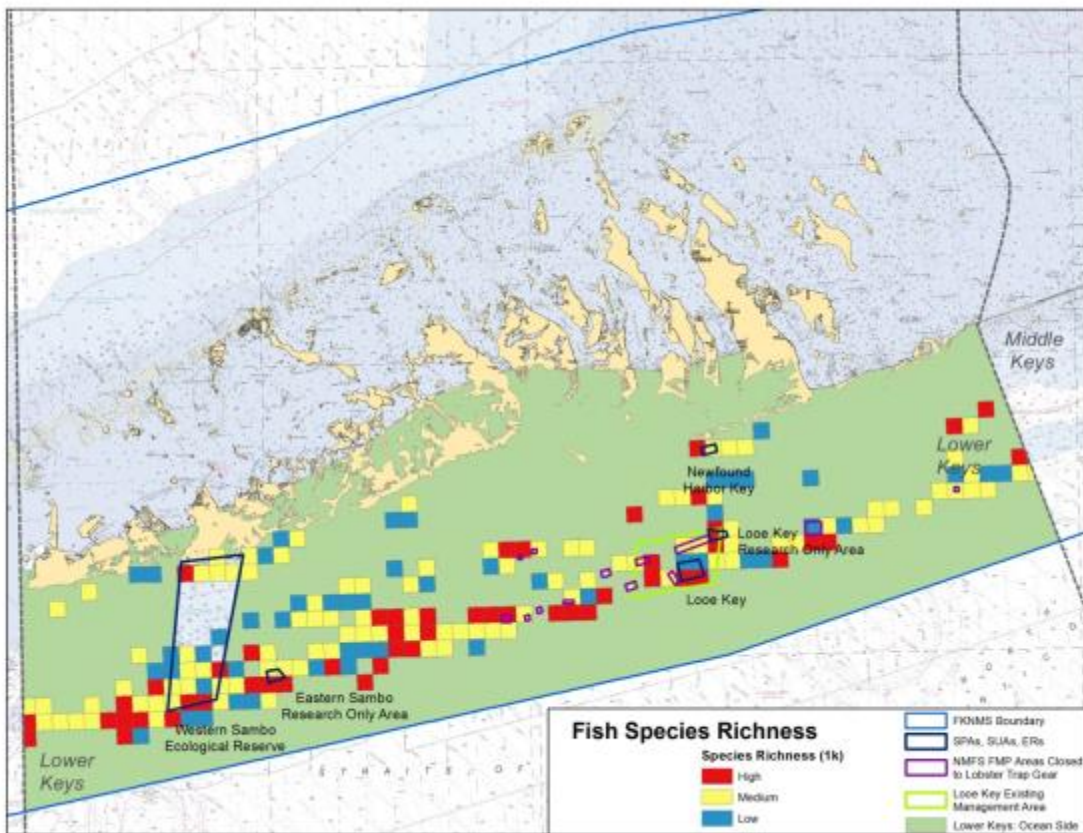 Middle
Keys
Lower
Keys
Newfound
Harbor Key
Looe Key
Research Only Area
Looe Key
Eastern Sambo
Research Only Area
Western Sambo
Ecological Reserve
Lower
Keys
STRAITS OF
Fish Species Richness
Species Richness (1k)
High
Medium
Low
FKNMS Boundary
SPAs, SUAs, ERs
NMFS FMP Areas Closed
to Lobster Trap Gear
Looe Key Existing
Management Area
Lower Keys: Ocean Side